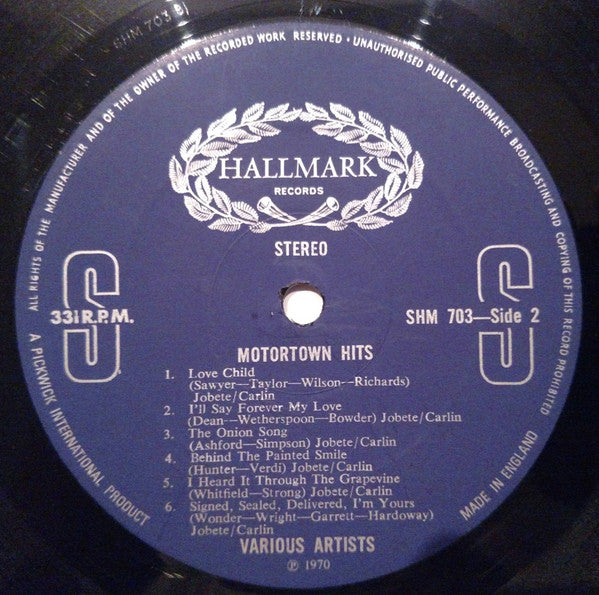 SHM 703 B
ALL RIGHTS OF THE MANUFACTURER AND OF THE OWNER OF THE RECORDED WORK RESERVED · UNAUTHORISED PUBLIC PERFORMANCE BROADCASTING AND COPYING OF THIS RECORD PROHIBITED
HALLMARK
RECORDS
STEREO
S
33⅓ R.P.M.
S
SHM 703—Side 2
MOTORTOWN HITS
1. Love Child
(Sawyer—Taylor—Wilson—Richards)
Jobete/Carlin
2. I'll Say Forever My Love
(Dean—Wetherspoon—Bowder) Jobete/Carlin
3. The Onion Song
(Ashford—Simpson) Jobete/Carlin
4. Behind The Painted Smile
(Hunter—Verdi) Jobete/Carlin
5. I Heard It Through The Grapevine
(Whitfield—Strong) Jobete/Carlin
6. Signed, Sealed, Delivered, I'm Yours
(Wonder—Wright—Garrett—Hardoway)
Jobete/Carlin
VARIOUS ARTISTS
℗ 1970
A PICKWICK INTERNATIONAL PRODUCT
MADE IN ENGLAND